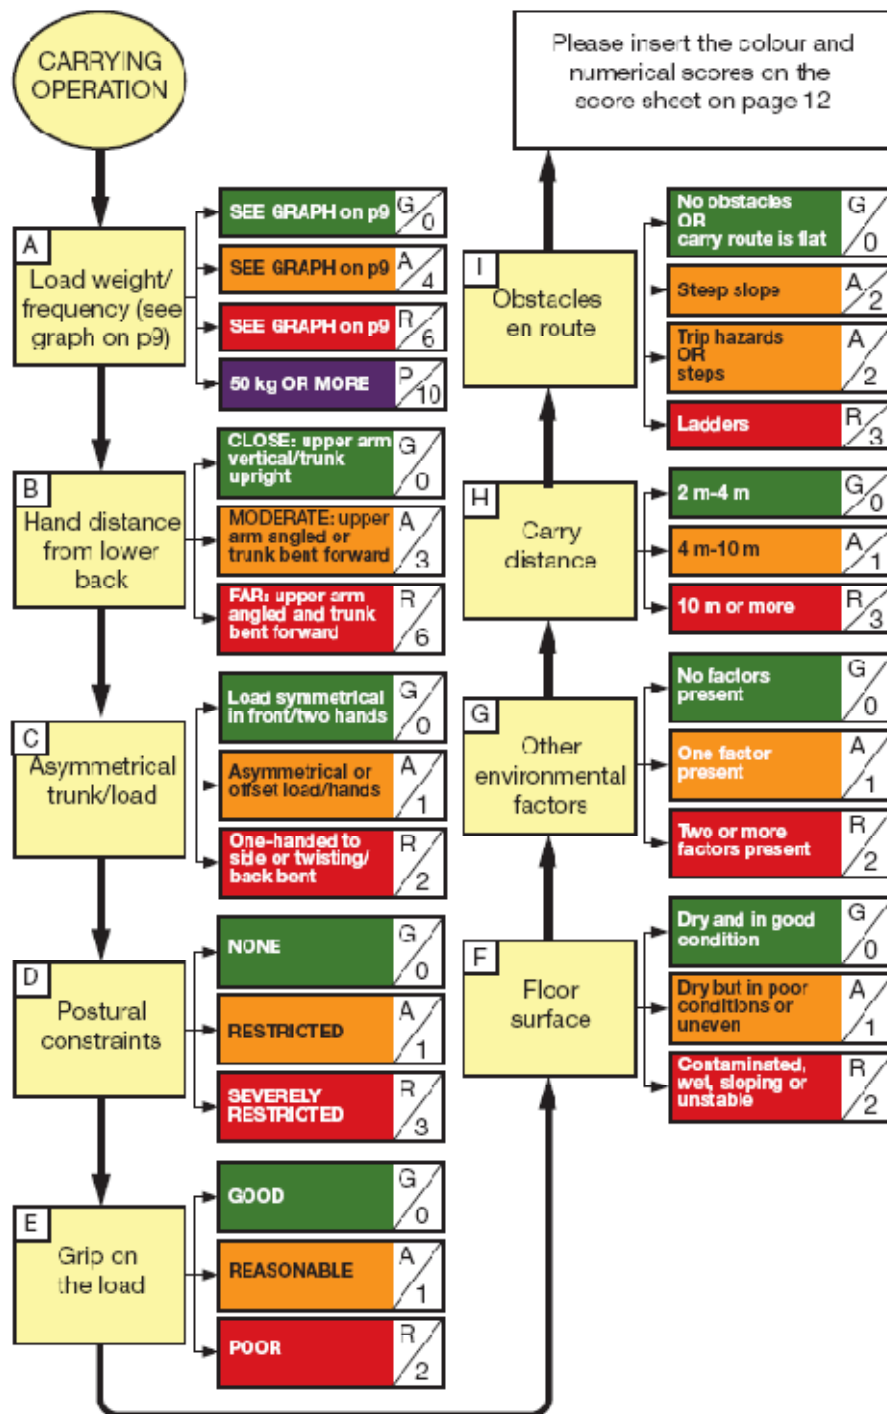 CARRYING
OPERATION
A
Load weight/
frequency (see
graph on p9)
SEE GRAPH on p9
G/0
SEE GRAPH on p9
A/4
SEE GRAPH on p9
R/6
50 kg OR MORE
P/10
B
Hand distance
from lower
back
CLOSE: upper arm
vertical/trunk
upright
G/0
MODERATE: upper
arm angled or
trunk bent forward
A/3
FAR: upper arm
angled and trunk
bent forward
R/6
C
Asymmetrical
trunk/load
Load symmetrical
in front/two hands
G/0
Asymmetrical or
offset load/hands
A/1
One-handed to
side or twisting/
back bent
R/2
D
Postural
constraints
NONE
G/0
RESTRICTED
A/1
SEVERELY
RESTRICTED
R/3
E
Grip on
the load
GOOD
G/0
REASONABLE
A/1
POOR
R/2
F
Floor
surface
Dry and in good
condition
G/0
Dry but in poor
conditions or
uneven
A/1
Contaminated,
wet, sloping or
unstable
R/2
G
Other
environmental
factors
No factors
present
G/0
One factor
present
A/1
Two or more
factors present
R/2
H
Carry
distance
2 m-4 m
G/0
4 m-10 m
A/1
10 m or more
R/3
I
Obstacles
en route
No obstacles
OR
carry route is flat
G/0
Steep slope
A/2
Trip hazards
OR
steps
A/2
Ladders
R/3
Please insert the colour and
numerical scores on the
score sheet on page 12